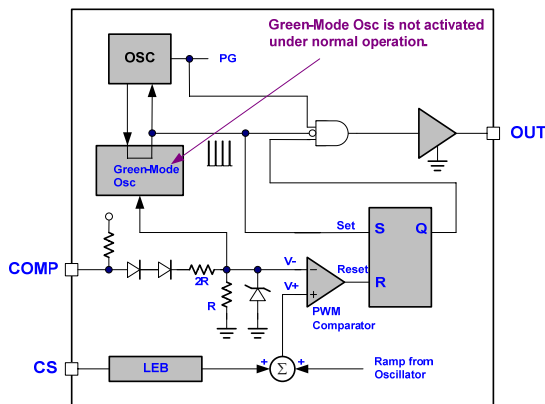 Green-Mode Osc is not activated
under normal operation.
OSC
PG
OUT
Green-Mode
Osc
Set
S
Q
COMP
2R
V-
Reset
R
R
V+
PWM
Comparator
CS
LEB
+
Σ
+
Ramp from
Oscillator